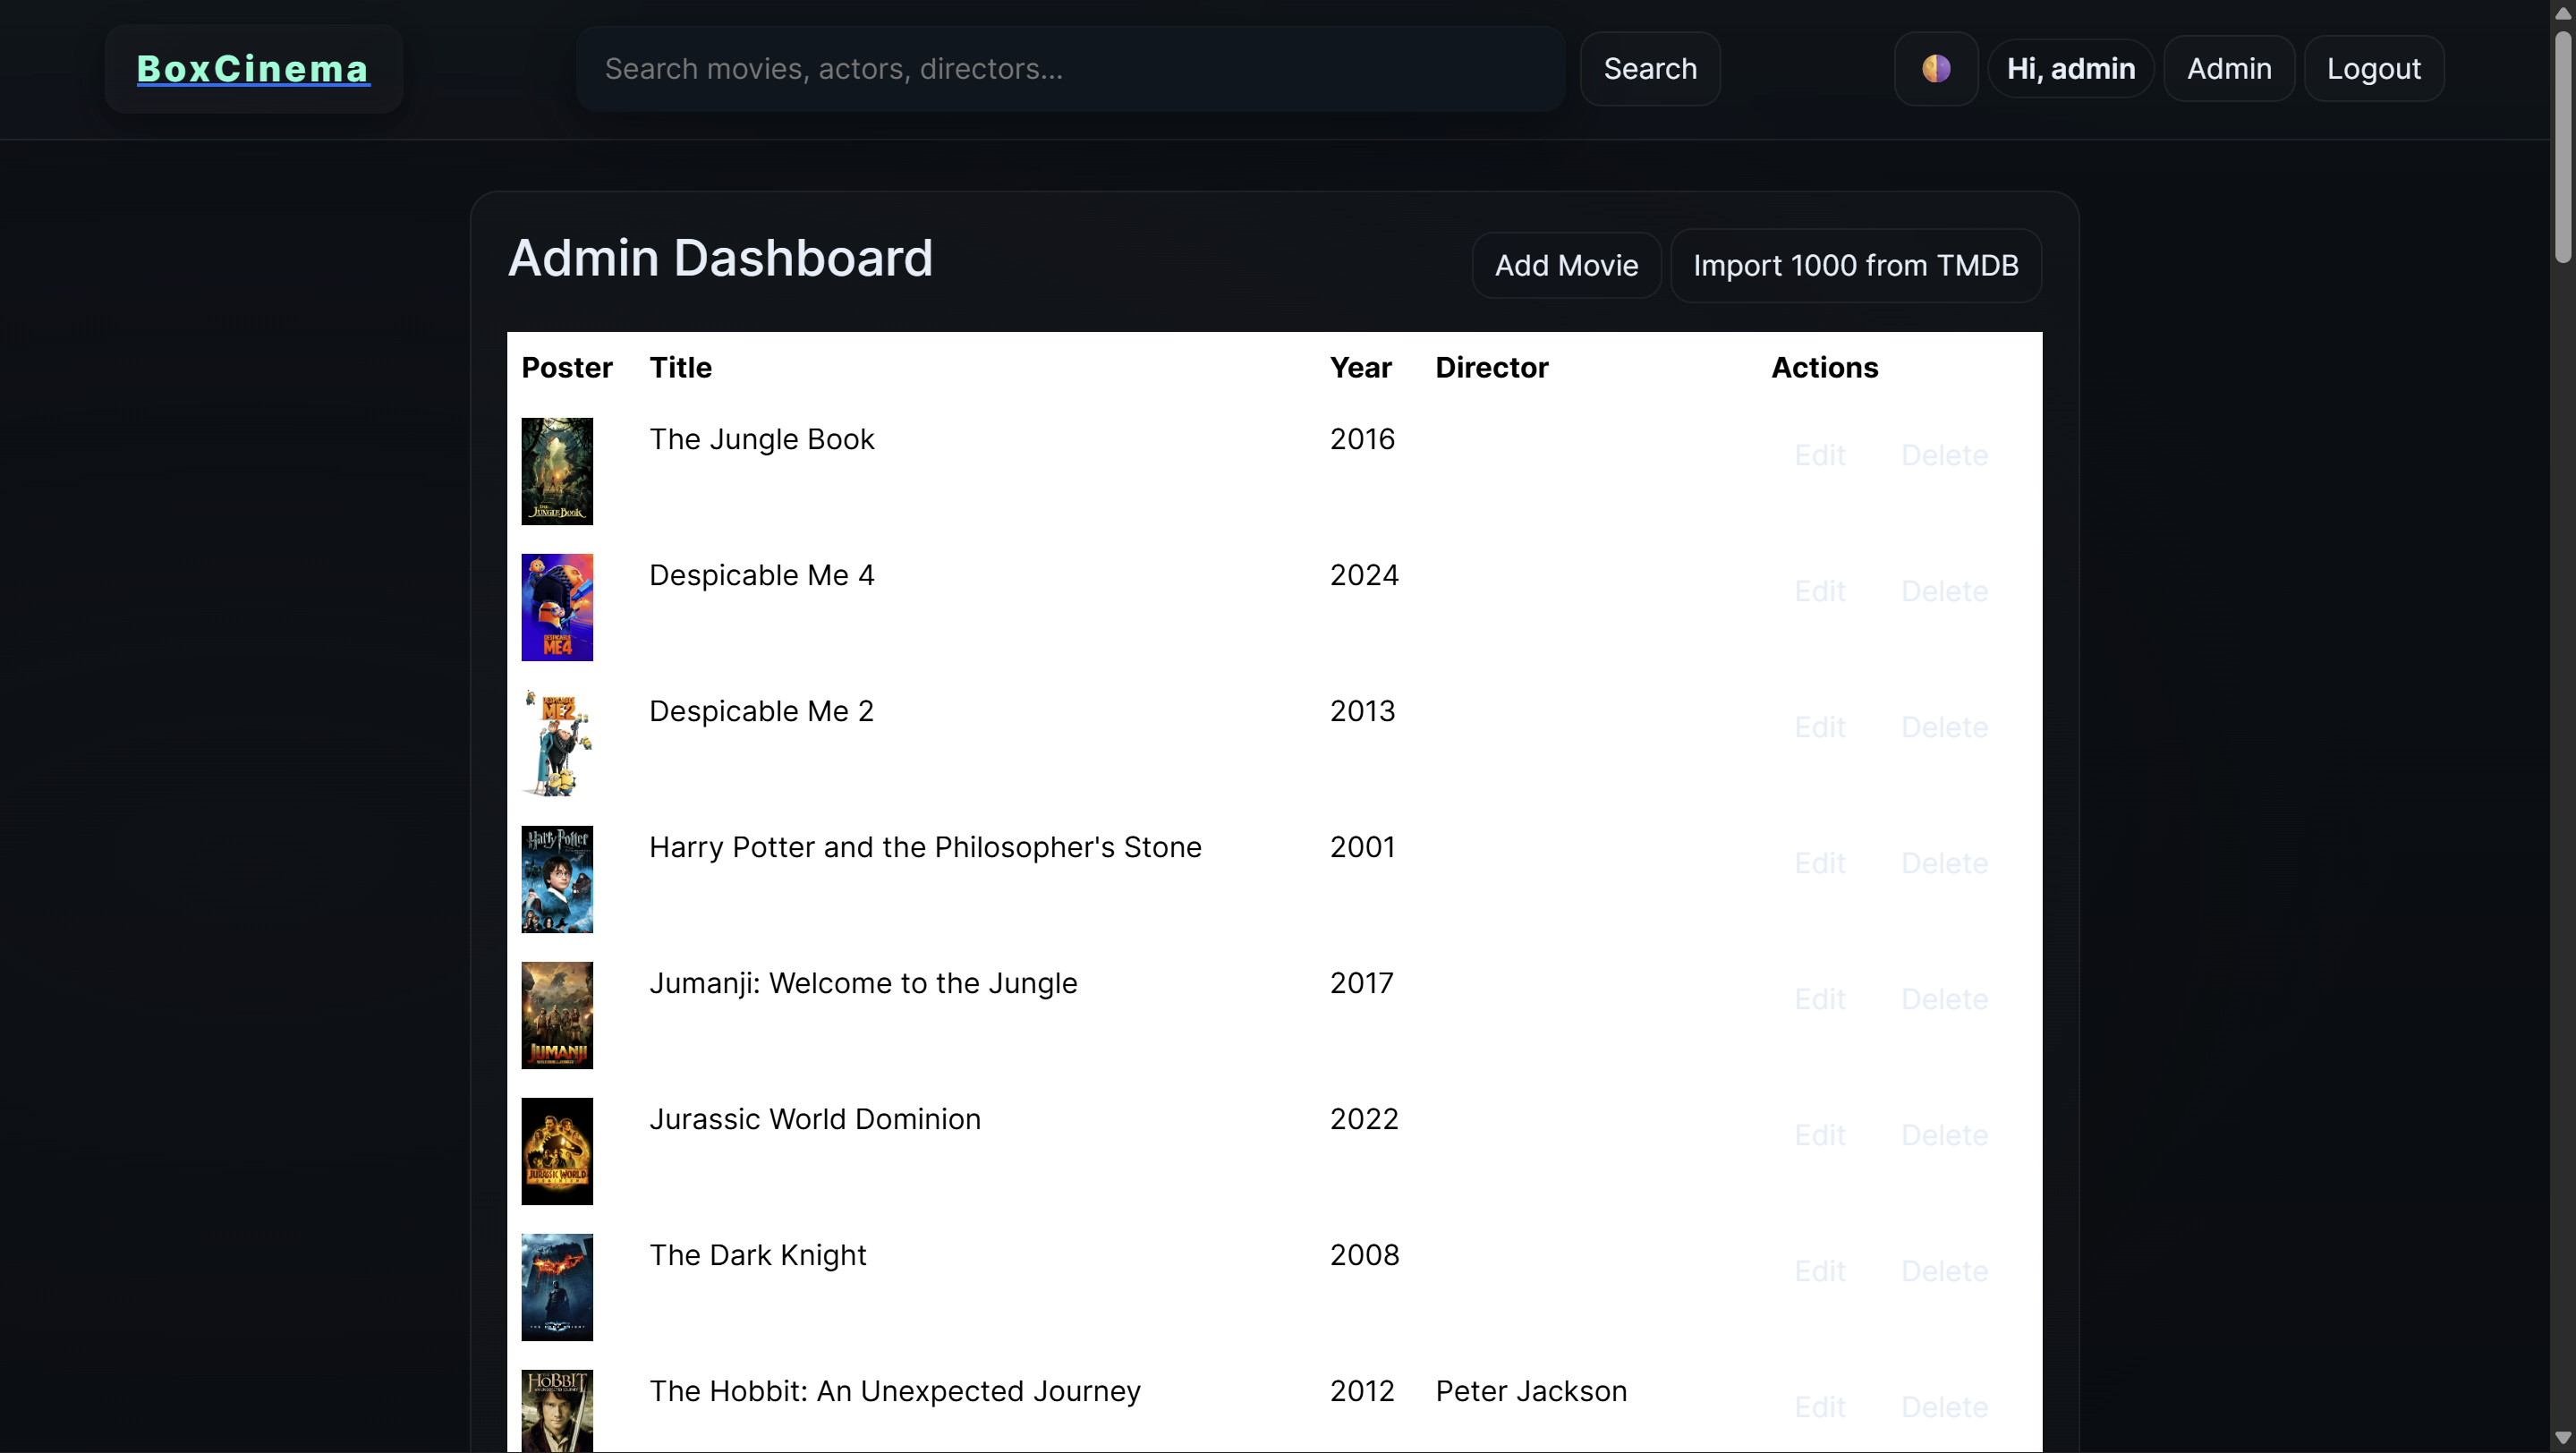 BoxCinema
Search movies, actors, directors...
Search
Hi, admin
Admin
Logout
Admin Dashboard
Add Movie
Import 1000 from TMDB
Poster Title Year Director Actions
The Jungle Book 2016 Edit Delete
THE JUNGLE BOOK
Despicable Me 4 2024 Edit Delete
DESPICABLE
ME4
Despicable Me 2 2013 Edit Delete
ME2
Harry Potter and the Philosopher's Stone 2001 Edit Delete
Harry Potter
Jumanji: Welcome to the Jungle 2017 Edit Delete
JUMANJI
Jurassic World Dominion 2022 Edit Delete
JURASSIC WORLD
The Dark Knight 2008 Edit Delete
The Hobbit: An Unexpected Journey 2012 Peter Jackson Edit Delete
HOBBIT